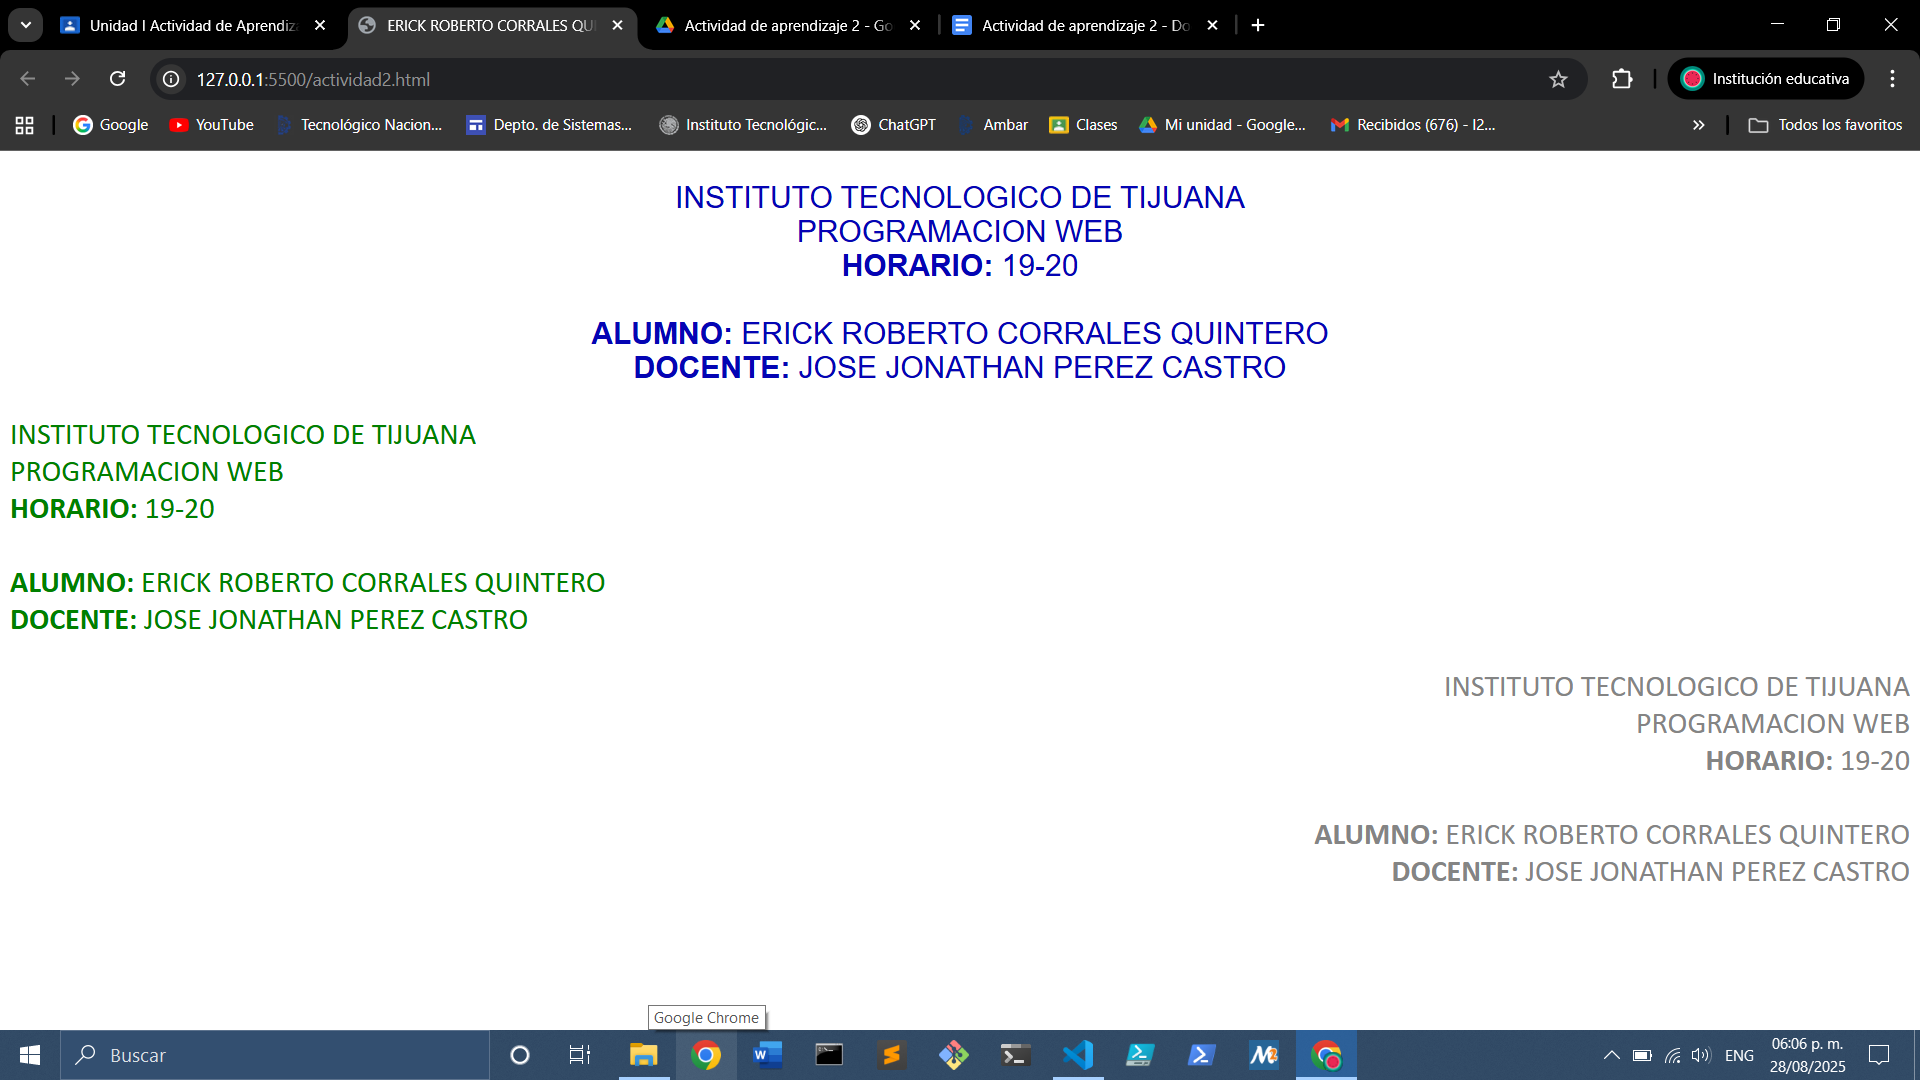 Unidad I Actividad de Aprendiz
ERICK ROBERTO CORRALES QUI
Actividad de aprendizaje 2 - Go
Actividad de aprendizaje 2 - Do
127.0.0.1:5500/actividad2.html
Institución educativa
Google
YouTube
Tecnológico Nacion...
Depto. de Sistemas...
Instituto Tecnológic...
ChatGPT
Ambar
Clases
Mi unidad - Google...
Recibidos (676) - l2...
Todos los favoritos
INSTITUTO TECNOLOGICO DE TIJUANA
PROGRAMACION WEB
HORARIO: 19-20
ALUMNO: ERICK ROBERTO CORRALES QUINTERO
DOCENTE: JOSE JONATHAN PEREZ CASTRO
INSTITUTO TECNOLOGICO DE TIJUANA
PROGRAMACION WEB
HORARIO: 19-20
ALUMNO: ERICK ROBERTO CORRALES QUINTERO
DOCENTE: JOSE JONATHAN PEREZ CASTRO
INSTITUTO TECNOLOGICO DE TIJUANA
PROGRAMACION WEB
HORARIO: 19-20
ALUMNO: ERICK ROBERTO CORRALES QUINTERO
DOCENTE: JOSE JONATHAN PEREZ CASTRO
Google Chrome
Buscar
ENG
06:06 p. m.
28/08/2025